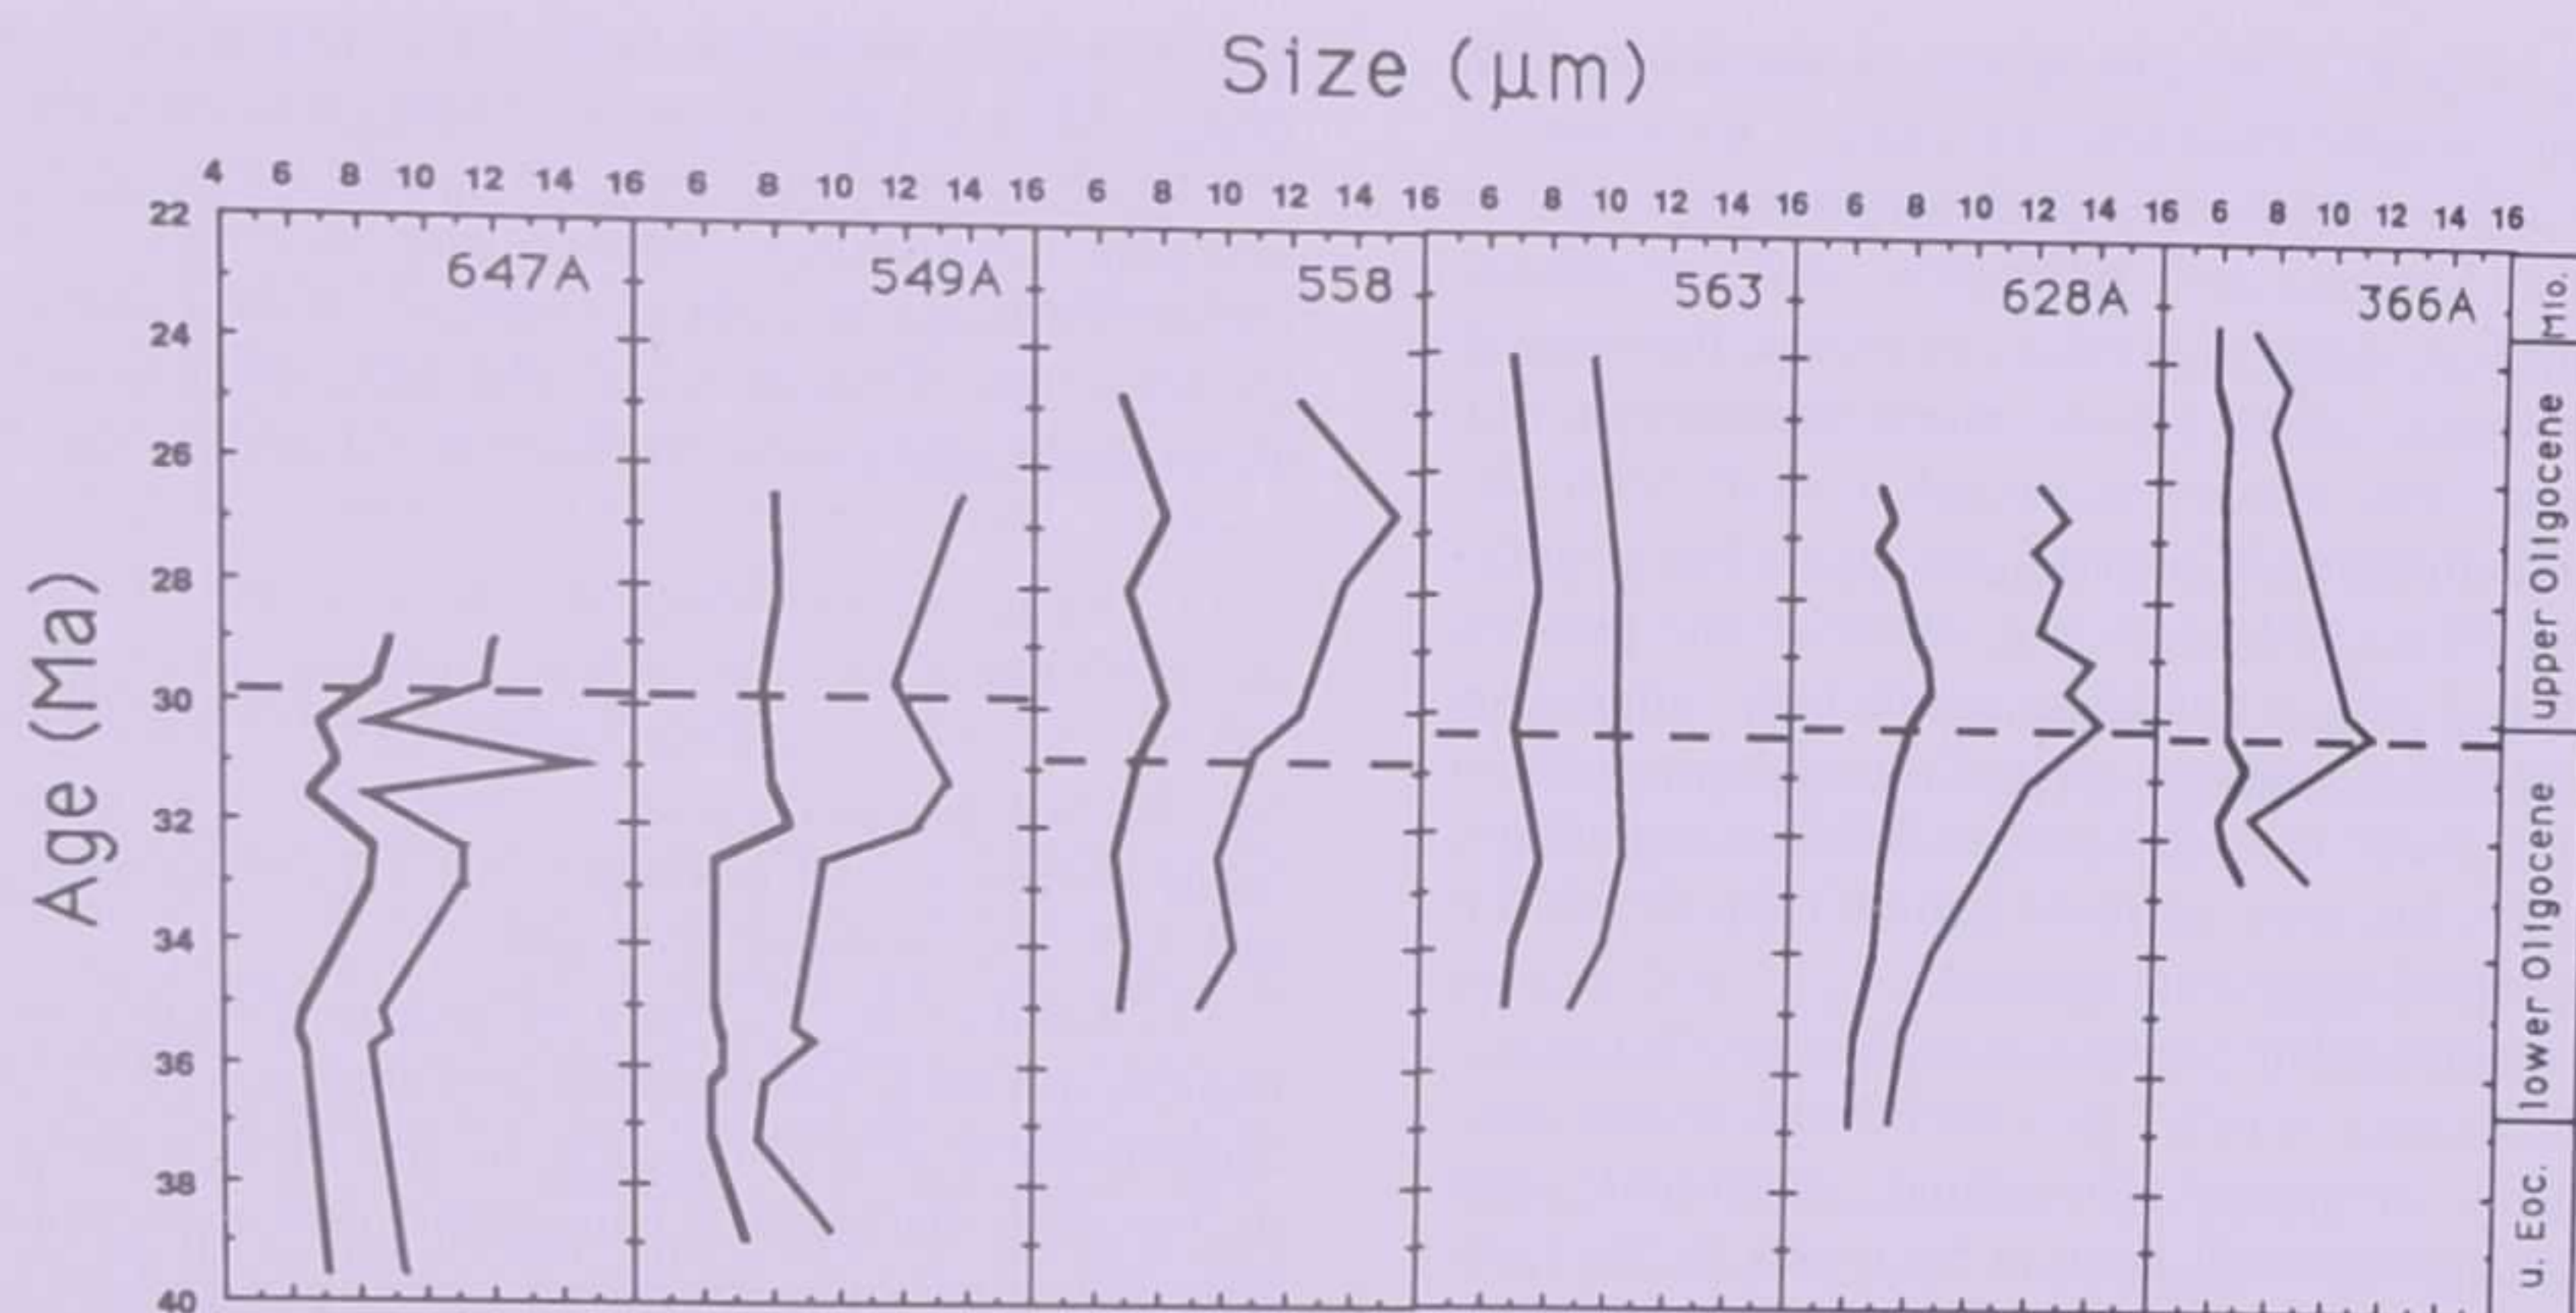 Size (µm)
4 6 8 10 12 14 16 6 8 10 12 14 16 6 8 10 12 14 16 6 8 10 12 14 16 6 8 10 12 14 16 6 8 10 12 14 16
647A 549A 558 563 628A 366A
22
24
26
28
30
32
34
36
38
40
Age (Ma)
Mio.
upper Oligocene
lower Oligocene
u. Eoc.